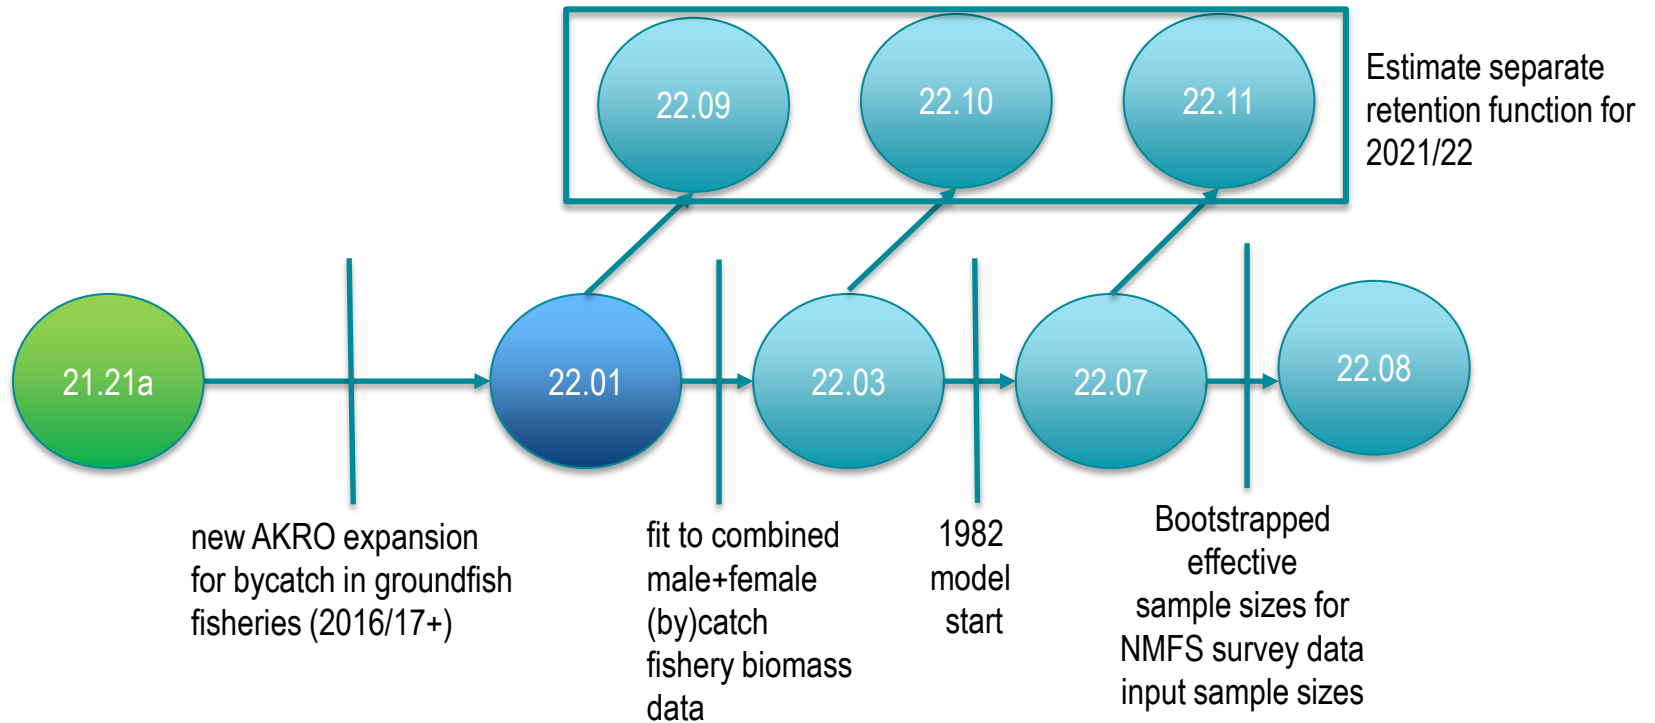 22.09
22.10
22.11
Estimate separate
retention function for
2021/22
21.21a
22.01
22.03
22.07
22.08
new AKRO expansion
for bycatch in groundfish
fisheries (2016/17+)
fit to combined
male+female
(by)catch
fishery biomass
data
1982
model
start
Bootstrapped
effective
sample sizes for
NMFS survey data
input sample sizes